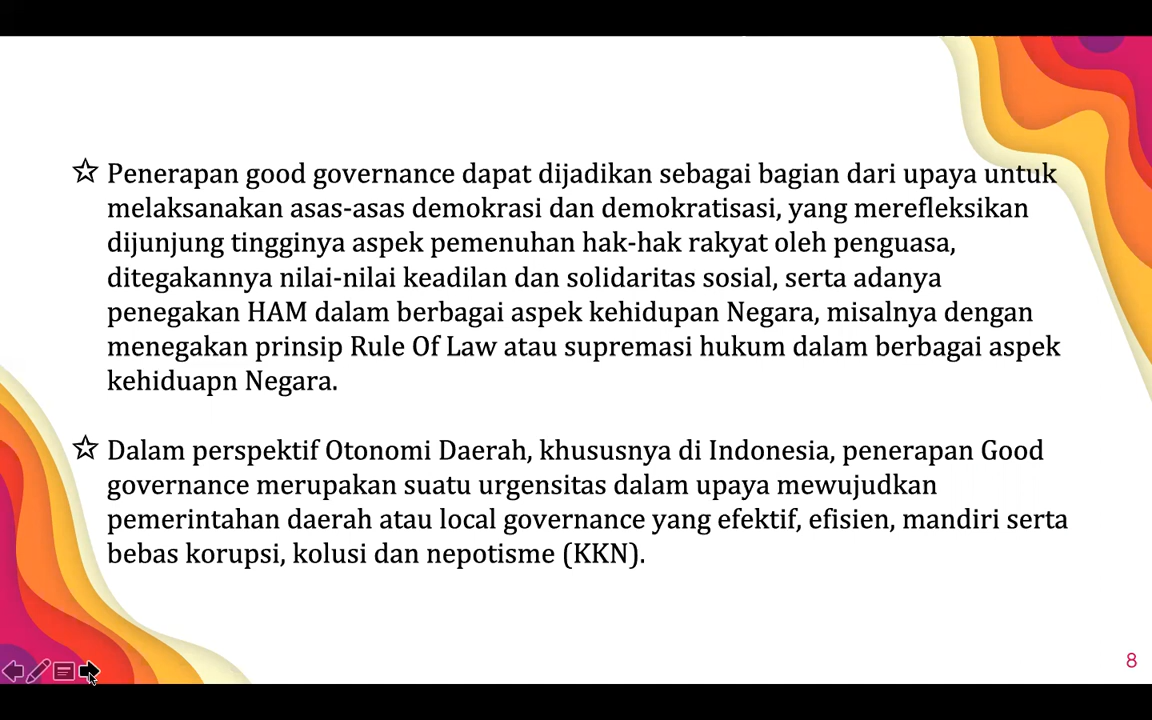 ☆ Penerapan good governance dapat dijadikan sebagai bagian dari upaya untuk
melaksanakan asas-asas demokrasi dan demokratisasi, yang merefleksikan
dijunjung tingginya aspek pemenuhan hak-hak rakyat oleh penguasa,
ditegakannya nilai-nilai keadilan dan solidaritas sosial, serta adanya
penegakan HAM dalam berbagai aspek kehidupan Negara, misalnya dengan
menegakan prinsip Rule Of Law atau supremasi hukum dalam berbagai aspek
kehiduapn Negara.
☆ Dalam perspektif Otonomi Daerah, khususnya di Indonesia, penerapan Good
governance merupakan suatu urgensitas dalam upaya mewujudkan
pemerintahan daerah atau local governance yang efektif, efisien, mandiri serta
bebas korupsi, kolusi dan nepotisme (KKN).
8